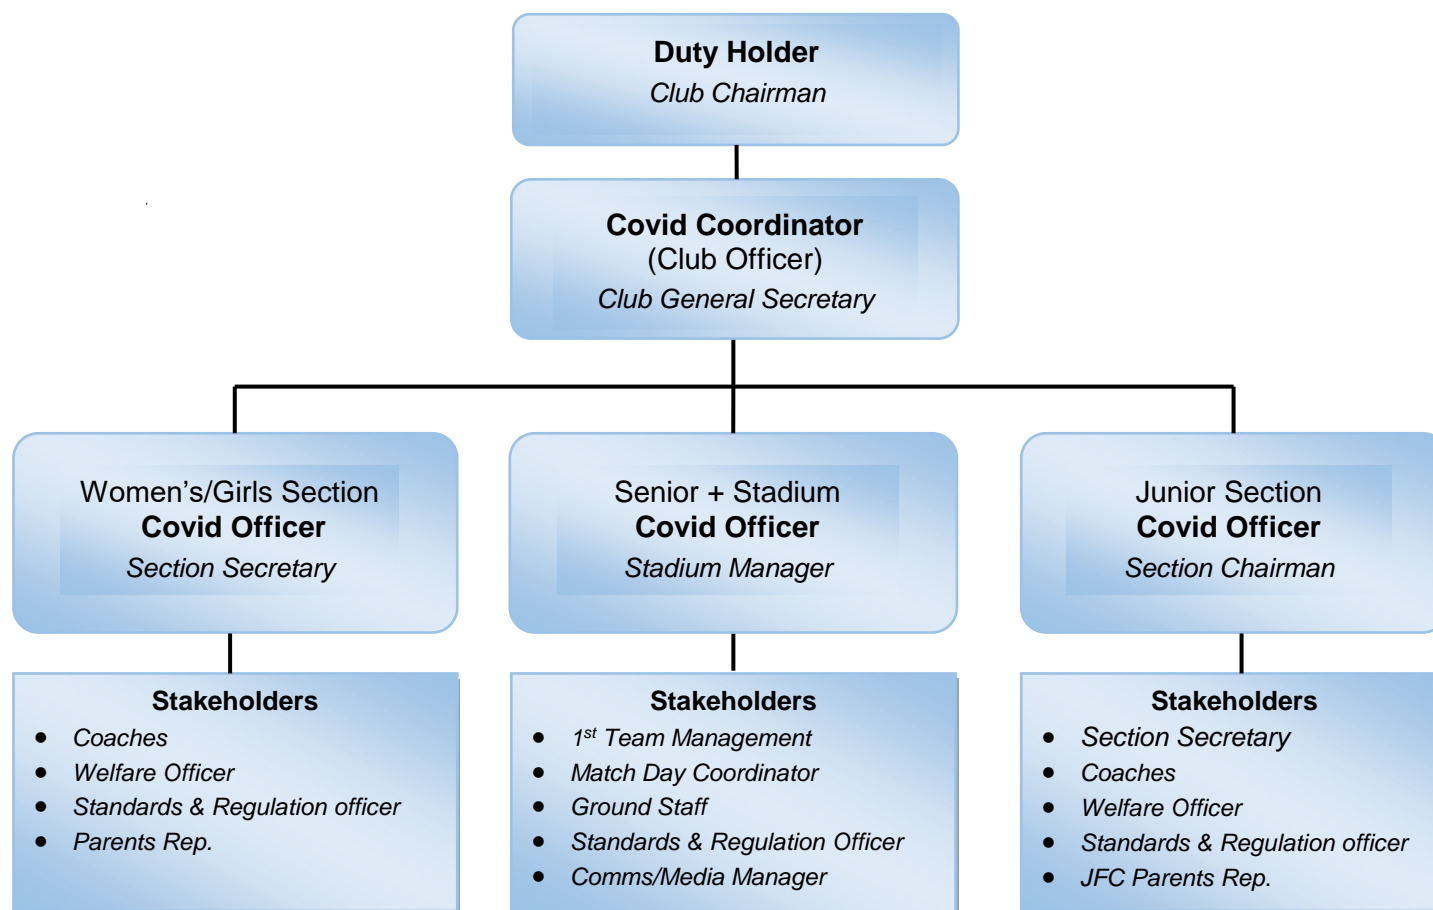 Duty Holder
Club Chairman
Covid Coordinator
(Club Officer)
Club General Secretary
Women’s/Girls Section
Covid Officer
Section Secretary
Senior + Stadium
Covid Officer
Stadium Manager
Junior Section
Covid Officer
Section Chairman
Stakeholders
• Coaches
• Welfare Officer
• Standards & Regulation officer
• Parents Rep.
Stakeholders
• 1st Team Management
• Match Day Coordinator
• Ground Staff
• Standards & Regulation Officer
• Comms/Media Manager
Stakeholders
• Section Secretary
• Coaches
• Welfare Officer
• Standards & Regulation officer
• JFC Parents Rep.